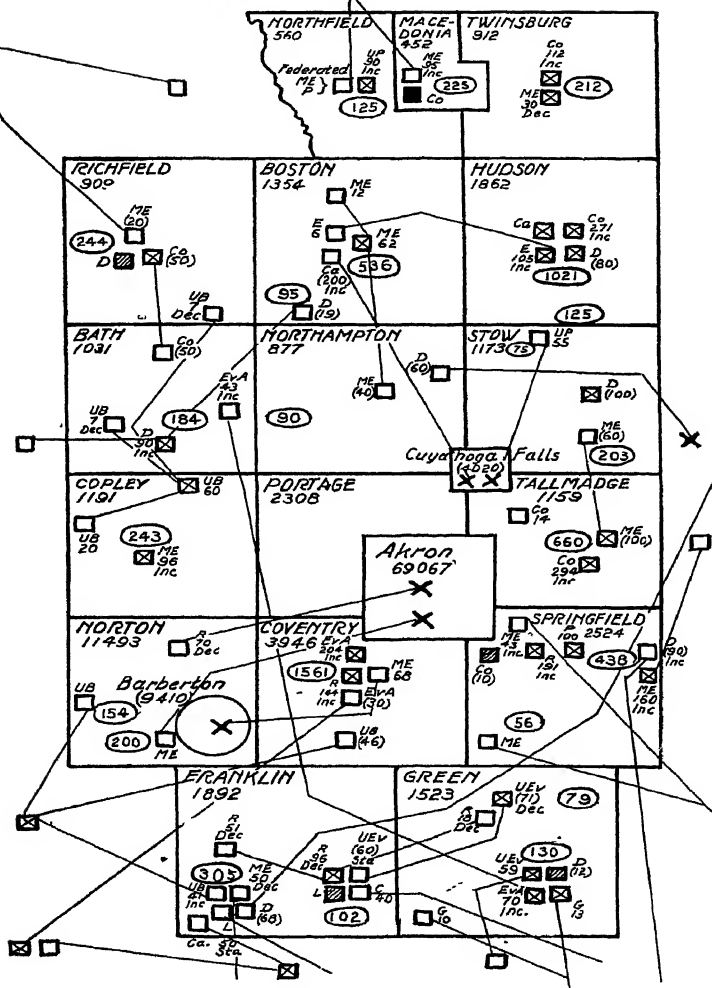 NORTHFIELD
560
Federated
ME
P
UP
90
Inc
125
MACE-
DONIA
452
ME
95
Inc
225
Co
TWINSBURG
912
Co
112
Inc
ME
30
Dec
212
RICHFIELD
909
ME
(20)
244
D
Co
(50)
UB
7
Dec
BOSTON
1354
ME
12
E
6
ME
62
Ca
(200)
Inc
536
95
D
(19)
HUDSON
1862
Ca
Co
271
Inc
E
105
Inc
D
(80)
1021
125
BATH
1031
Co
(50)
EvA
43
Inc
UB
7
Dec
184
D
90
Inc
NORTHAMPTON
877
D
(60)
ME
(40)
90
STOW
1173
75
UP
55
D
(100)
ME
(60)
203
Cuyahoga Falls
(4020)
COPLEY
1191
UB
60
UB
20
243
ME
96
Inc
PORTAGE
2308
Akron
69067
TALLMADGE
1159
Co
14
660
ME
(100)
Co
294
Inc
NORTON
11493
R
70
Dec
UB
154
Barberton
(9410)
200
ME
COVENTRY
3946
EvA
204
Inc
1561
R
144
Inc
ME
68
EvA
(30)
UB
(46)
SPRINGFIELD
2524
ME
43
Inc
R
191
Inc
P
100
438
D
(90)
Inc
Co
(10)
ME
160
Inc
56
ME
FRANKLIN
1892
R
51
Dec
305
ME
50
Dec
UB
Inc
D
(68)
L
50
Sta
Ca.
R
96
Dec
UEv
(60)
Sta
L
C
40
102
GREEN
1523
UEv
(71)
Dec
79
Dec
130
UEv
59
D
(12)
EvA
70
Inc.
G
13
G
10